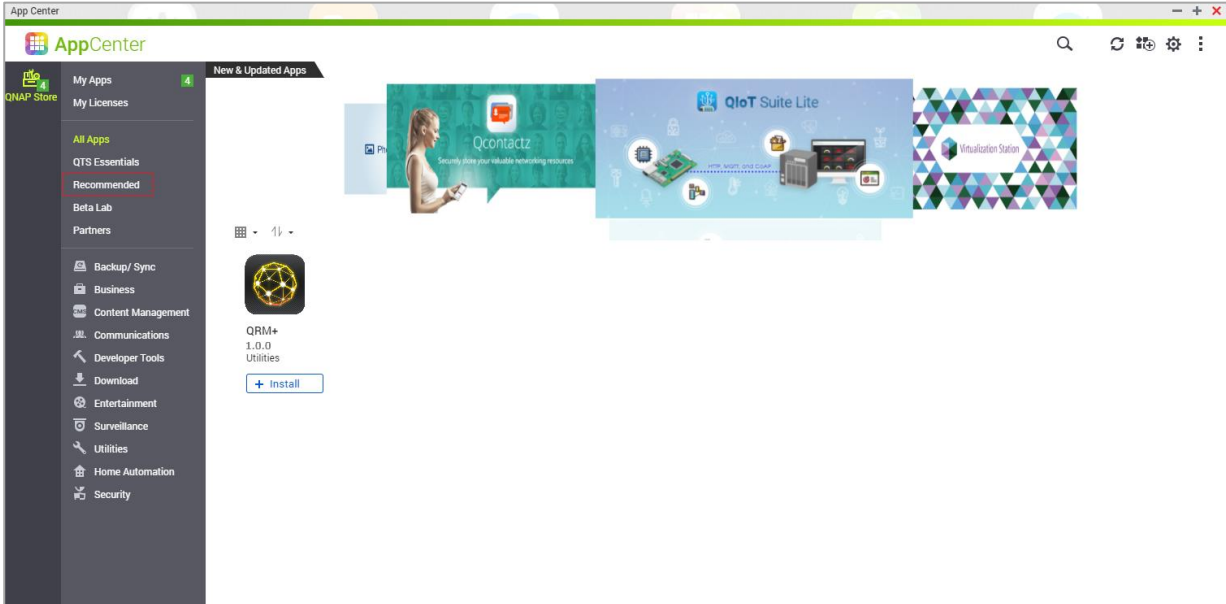 App Center
AppCenter
4
QNAP Store
My Apps 4
My Licenses
All Apps
QTS Essentials
Recommended
Beta Lab
Partners
Backup/ Sync
Business
CMS Content Management
Communications
Developer Tools
Download
Entertainment
Surveillance
Utilities
Home Automation
Security
New & Updated Apps
Qcontactz
Securely store your valuable networking resources
QIoT Suite Lite
HTTP, MQTT, and CoAP
Virtualization Station
QRM+
1.0.0
Utilities
+ Install